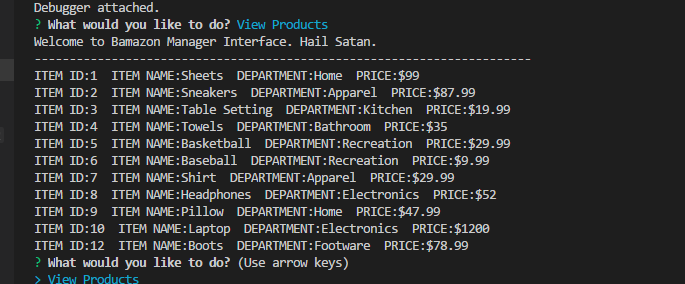 Debugger attached.
? What would you like to do? View Products
Welcome to Bamazon Manager Interface. Hail Satan.
--------------------------------------------------------------------------
ITEM ID:1  ITEM NAME:Sheets  DEPARTMENT:Home  PRICE:$99
ITEM ID:2  ITEM NAME:Sneakers  DEPARTMENT:Apparel  PRICE:$87.99
ITEM ID:3  ITEM NAME:Table Setting  DEPARTMENT:Kitchen  PRICE:$19.99
ITEM ID:4  ITEM NAME:Towels  DEPARTMENT:Bathroom  PRICE:$35
ITEM ID:5  ITEM NAME:Basketball  DEPARTMENT:Recreation  PRICE:$29.99
ITEM ID:6  ITEM NAME:Baseball  DEPARTMENT:Recreation  PRICE:$9.99
ITEM ID:7  ITEM NAME:Shirt  DEPARTMENT:Apparel  PRICE:$29.99
ITEM ID:8  ITEM NAME:Headphones  DEPARTMENT:Electronics  PRICE:$52
ITEM ID:9  ITEM NAME:Pillow  DEPARTMENT:Home  PRICE:$47.99
ITEM ID:10  ITEM NAME:Laptop  DEPARTMENT:Electronics  PRICE:$1200
ITEM ID:12  ITEM NAME:Boots  DEPARTMENT:Footware  PRICE:$78.99
? What would you like to do? (Use arrow keys)
> View Products